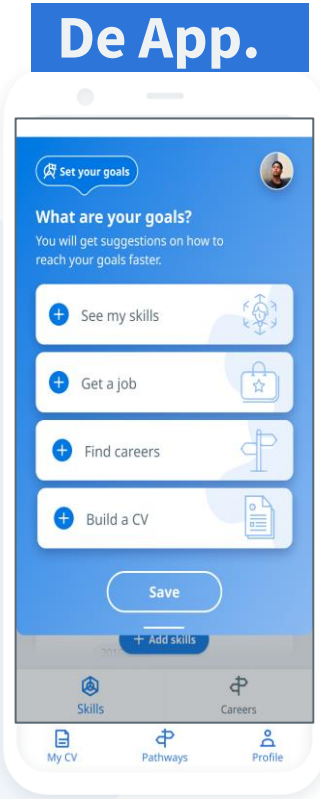 De App.
Set your goals
What are your goals?
You will get suggestions on how to
reach your goals faster.
See my skills
Get a job
Find careers
Build a CV
Save
+ Add skills
Skills
Careers
My CV
Pathways
Profile